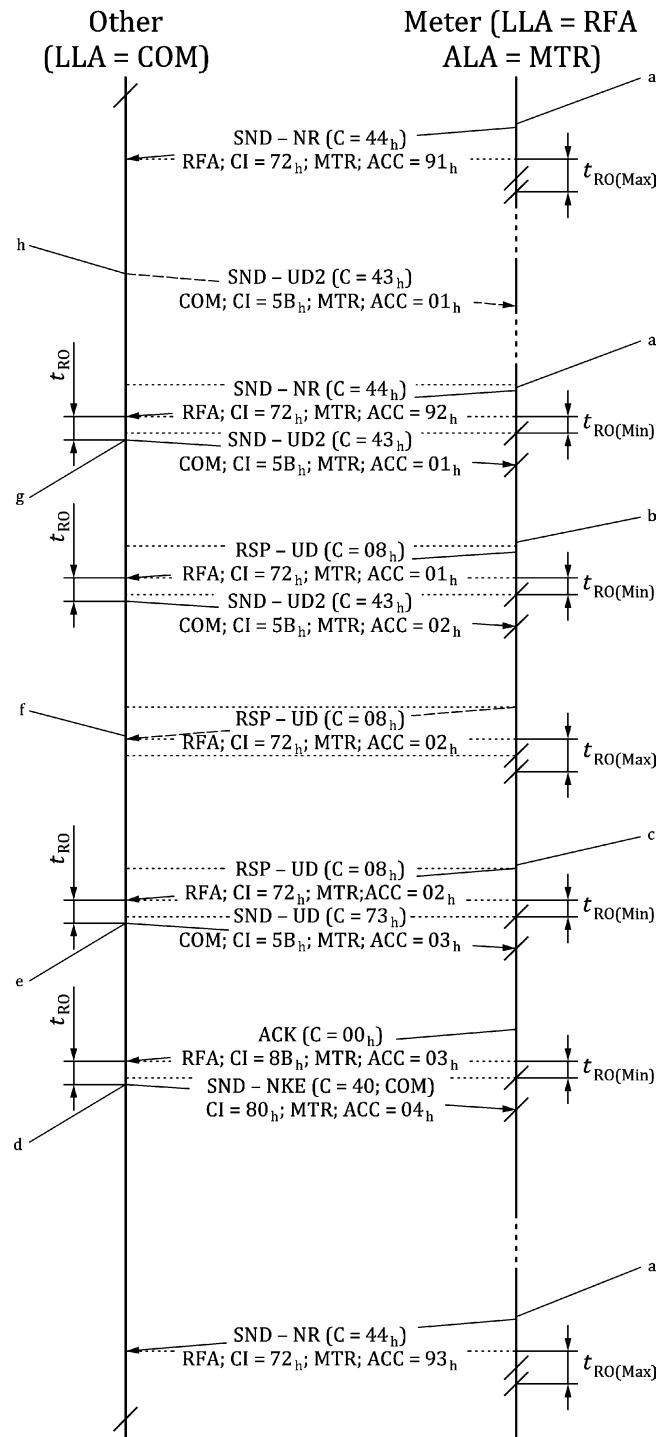 Other
(LLA = COM)
Meter (LLA = RFA
ALA = MTR)
a
SND – NR (C = 44h)
RFA; CI = 72h; MTR; ACC = 91h
tRO(Max)
h
SND – UD2 (C = 43h)
COM; CI = 5Bh; MTR; ACC = 01h
a
tRO
SND – NR (C = 44h)
RFA; CI = 72h; MTR; ACC = 92h
tRO(Min)
SND – UD2 (C = 43h)
COM; CI = 5Bh; MTR; ACC = 01h
g
b
tRO
RSP – UD (C = 08h)
RFA; CI = 72h; MTR; ACC = 01h
tRO(Min)
SND – UD2 (C = 43h)
COM; CI = 5Bh; MTR; ACC = 02h
f
RSP – UD (C = 08h)
RFA; CI = 72h; MTR; ACC = 02h
tRO(Max)
c
tRO
RSP – UD (C = 08h)
RFA; CI = 72h; MTR;ACC = 02h
tRO(Min)
SND – UD (C = 73h)
COM; CI = 5Bh; MTR; ACC = 03h
e
tRO
ACK (C = 00h)
RFA; CI = 8Bh; MTR; ACC = 03h
tRO(Min)
SND – NKE (C = 40; COM)
CI = 80h; MTR; ACC = 04h
d
a
SND – NR (C = 44h)
RFA; CI = 72h; MTR; ACC = 93h
tRO(Max)